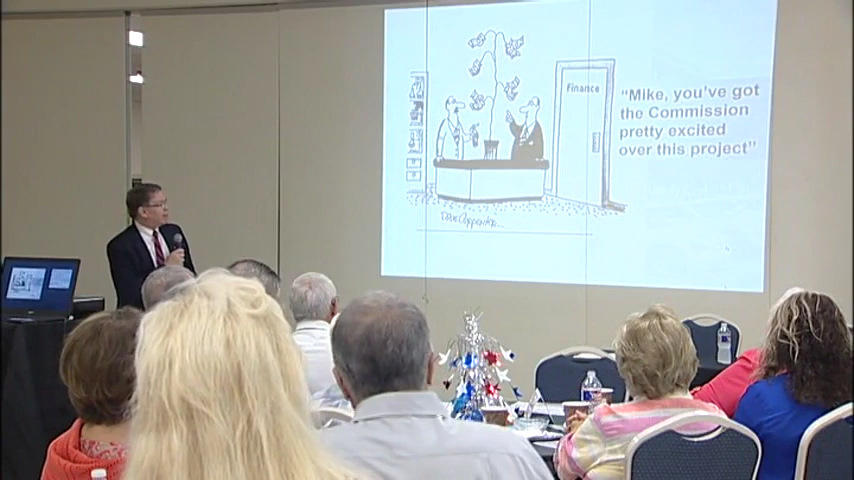 Finance
"Mike, you've got
the Commission
pretty excited
over this project"